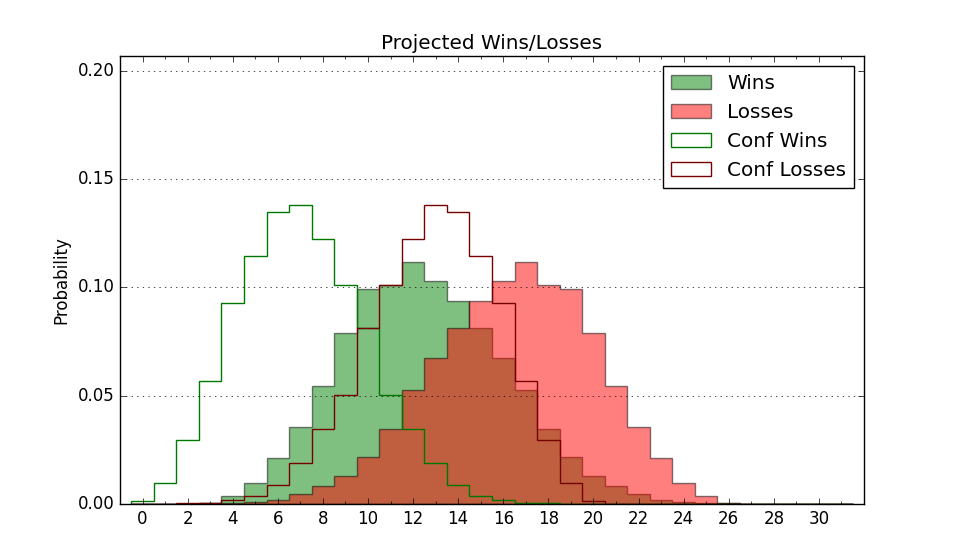 Projected Wins/Losses
0.20
0.15
0.10
0.05
0.00
Probability
Wins
Losses
Conf Wins
Conf Losses
0 2 4 6 8 10 12 14 16 18 20 22 24 26 28 30